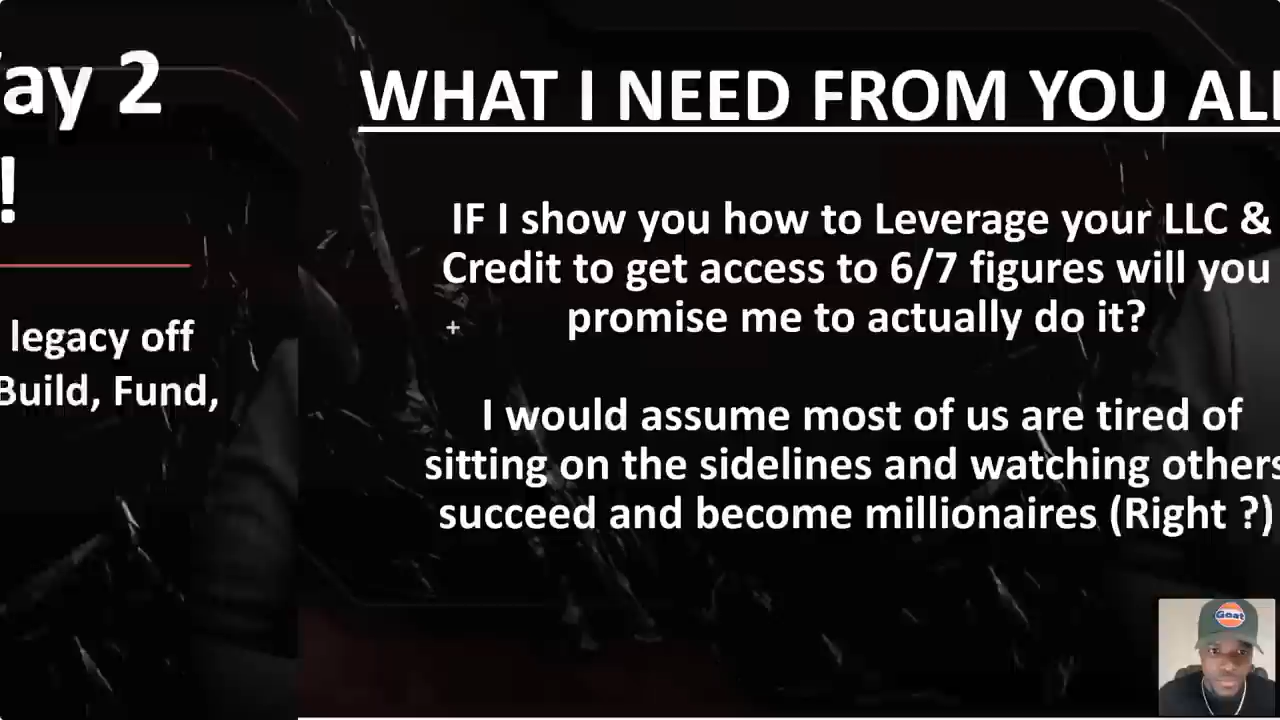 ay 2
!
legacy off
Build, Fund,
WHAT I NEED FROM YOU AL
IF I show you how to Leverage your LLC &
Credit to get access to 6/7 figures will you
promise me to actually do it?
I would assume most of us are tired of
sitting on the sidelines and watching others
succeed and become millionaires (Right ?)
Goat